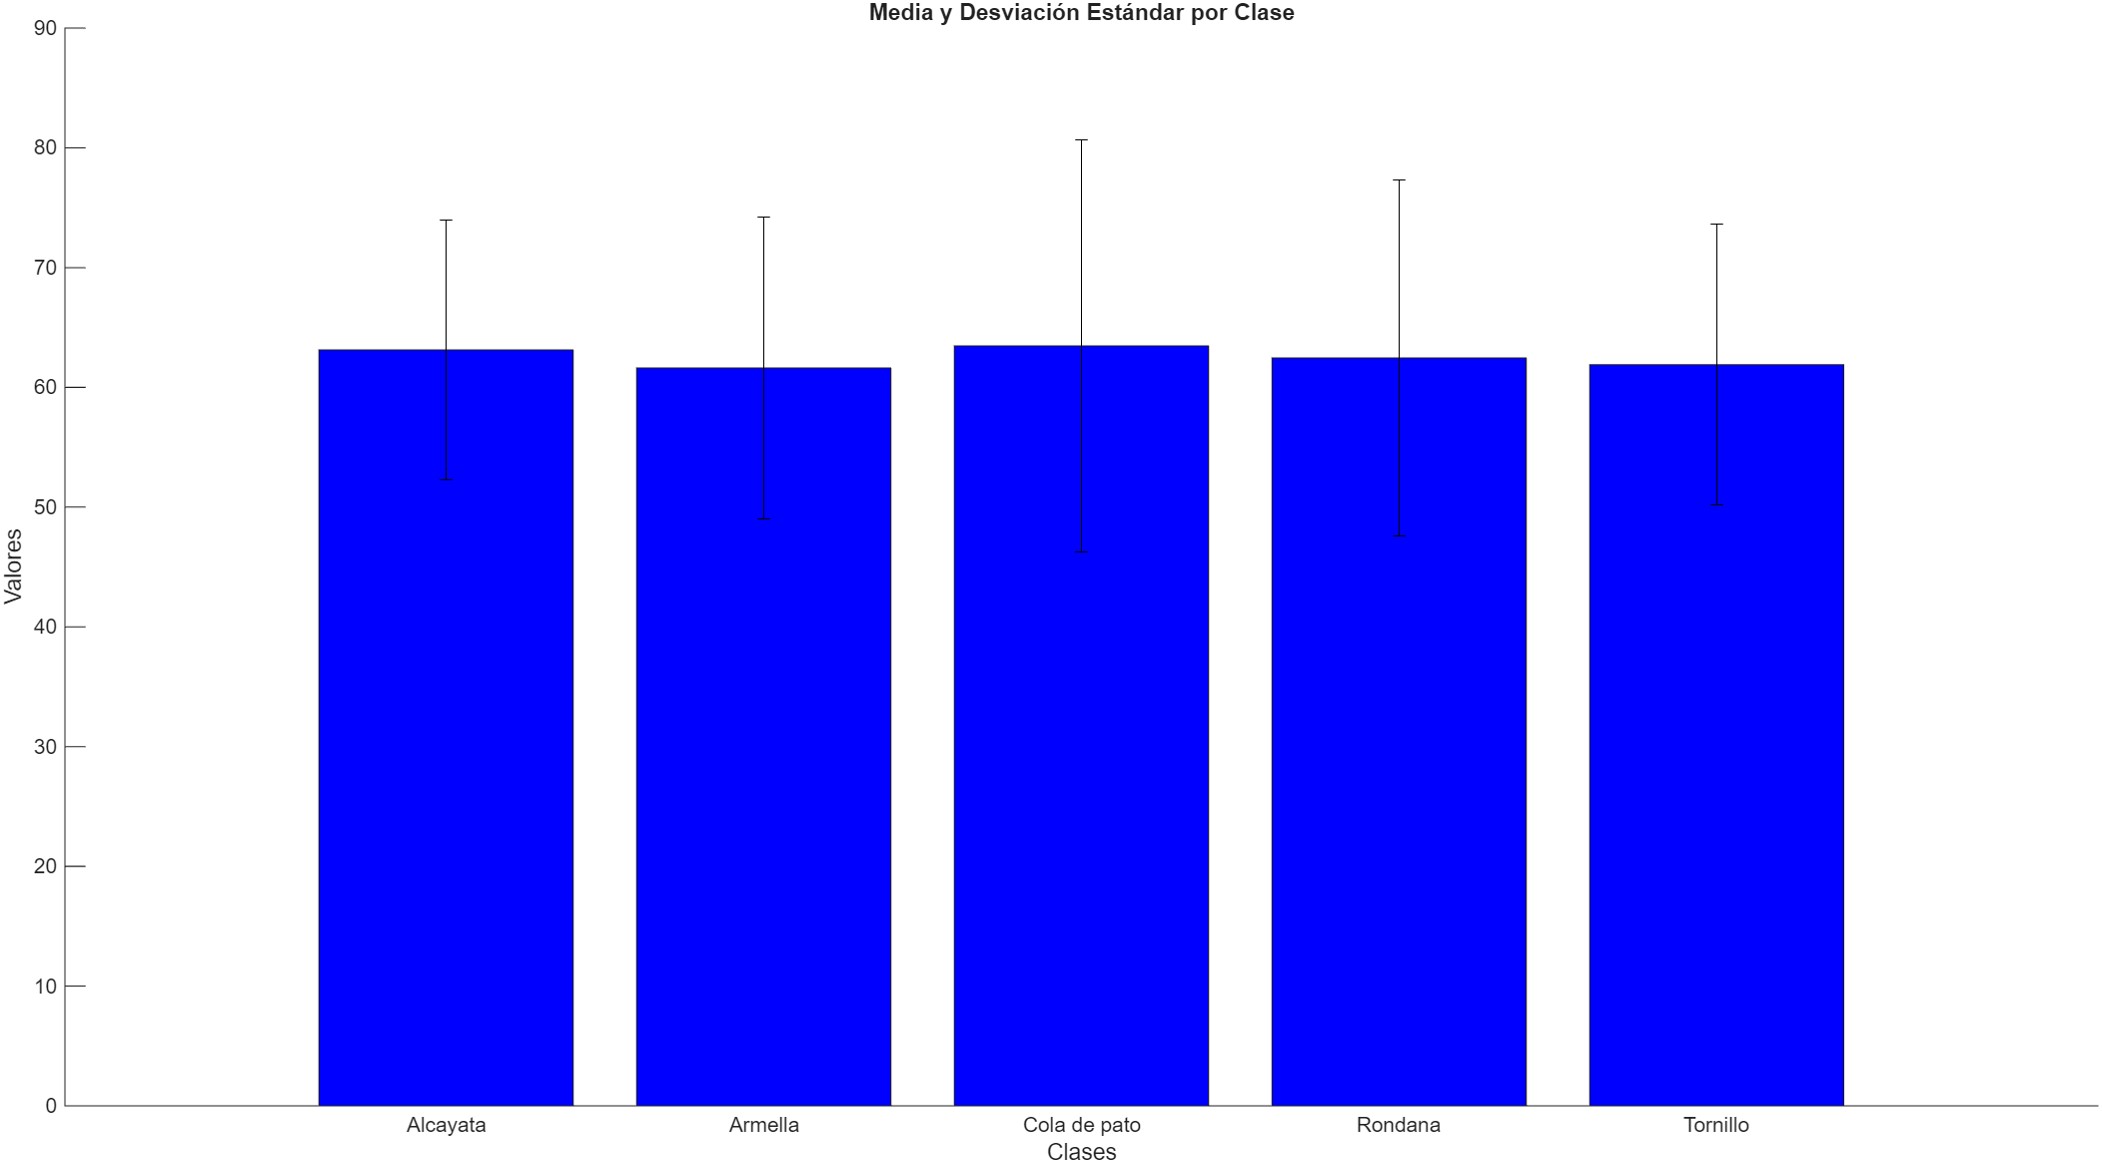 Media y Desviación Estándar por Clase
90
80
70
60
50
40
30
20
10
0
Valores
Alcayata Armella Cola de pato Rondana Tornillo
Clases